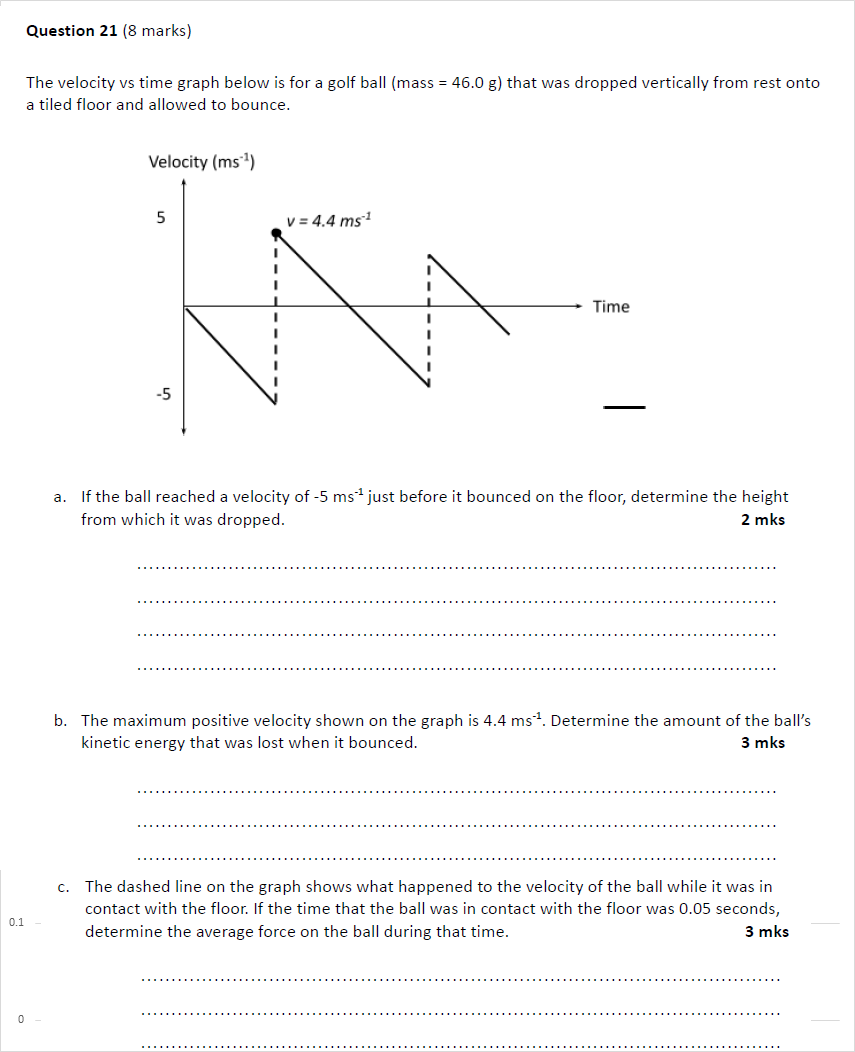 Question 21 (8 marks)
The velocity vs time graph below is for a golf ball (mass = 46.0 g) that was dropped vertically from rest onto
a tiled floor and allowed to bounce.
Velocity (ms⁻¹)
5
v = 4.4 ms⁻¹
Time
-5
a. If the ball reached a velocity of -5 ms⁻¹ just before it bounced on the floor, determine the height
from which it was dropped. 2 mks
b. The maximum positive velocity shown on the graph is 4.4 ms⁻¹. Determine the amount of the ball’s
kinetic energy that was lost when it bounced. 3 mks
c. The dashed line on the graph shows what happened to the velocity of the ball while it was in
contact with the floor. If the time that the ball was in contact with the floor was 0.05 seconds,
0.1
determine the average force on the ball during that time. 3 mks
0